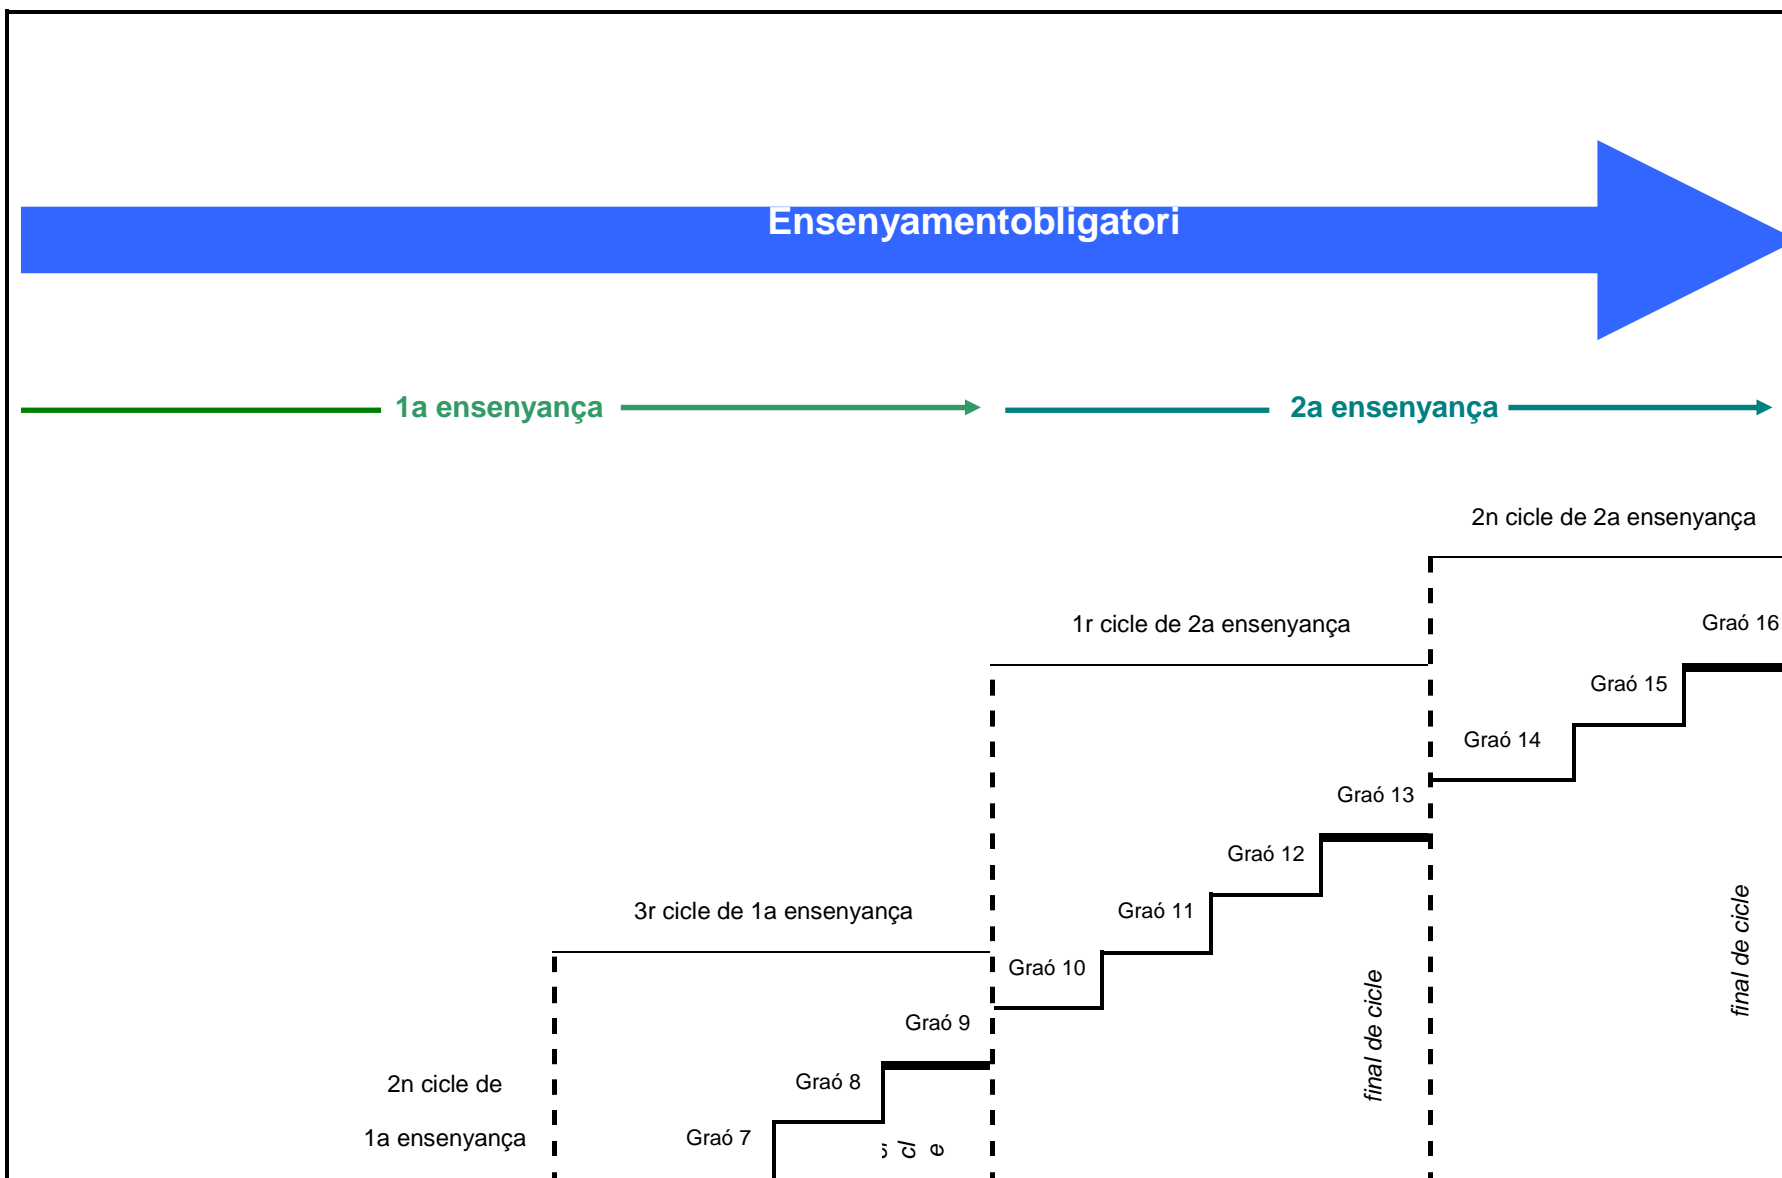 Ensenyamentobligatori
1a ensenyança
2a ensenyança
2n cicle de 2a ensenyança
1r cicle de 2a ensenyança
Graó 16
Graó 15
Graó 14
Graó 13
Graó 12
3r cicle de 1a ensenyança
Graó 11
final de cicle
Graó 10
final de cicle
Graó 9
2n cicle de
1a ensenyança
Graó 8
Graó 7
cl
e